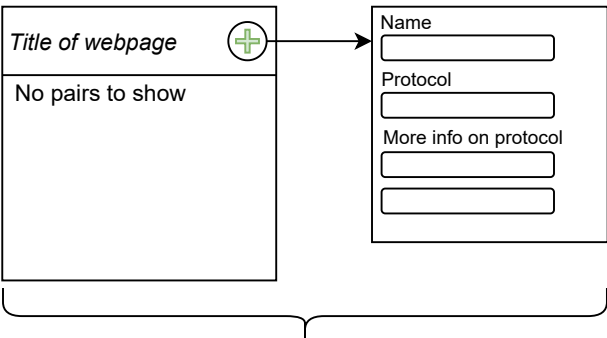 Title of webpage
No pairs to show
Name
Protocol
More info on protocol